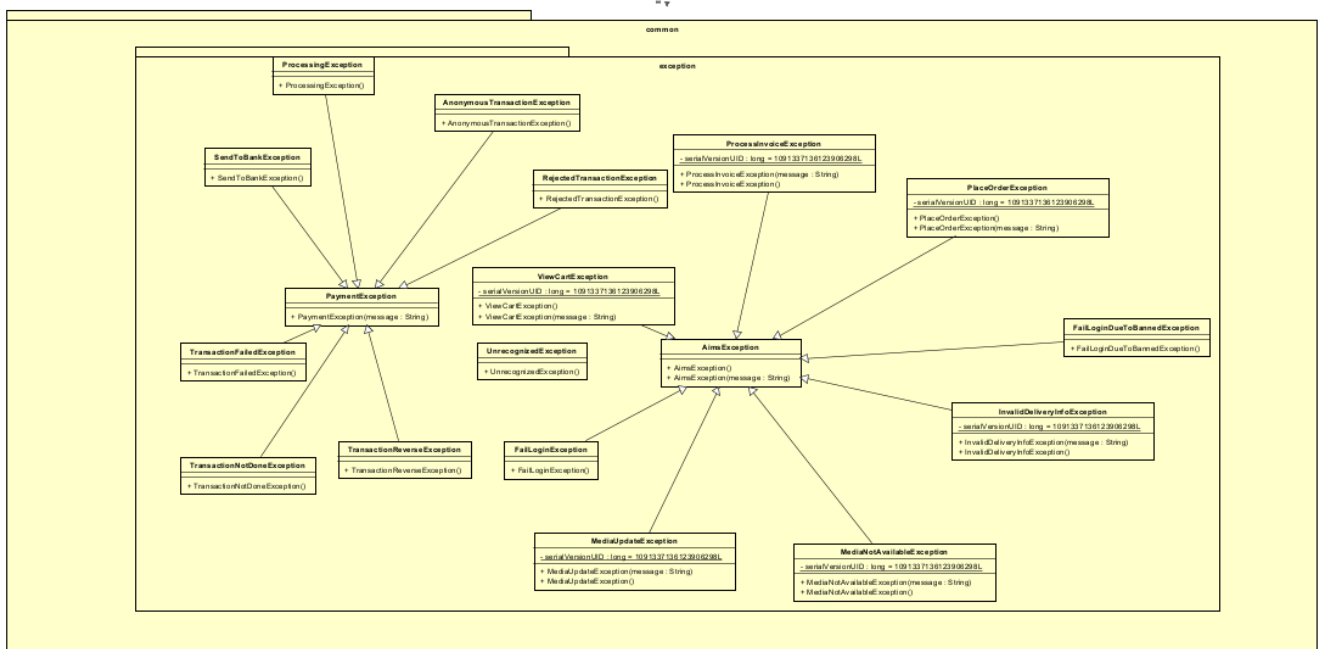 common
exception
ProcessingException
+ ProcessingException()
AnonymousTransactionException
+ AnonymousTransactionException()
SendToBankException
+ SendToBankException()
RejectedTransactionException
+ RejectedTransactionException()
ProcessInvoiceException
- serialVersionUID : long = 1091337136123906298L
+ ProcessInvoiceException(message : String)
+ ProcessInvoiceException()
PlaceOrderException
- serialVersionUID : long = 1091337136123906298L
+ PlaceOrderException()
+ PlaceOrderException(message : String)
ViewCartException
- serialVersionUID : long = 1091337136123906298L
+ ViewCartException()
+ ViewCartException(message : String)
PaymentException
+ PaymentException(message : String)
FailLoginDueToBannedException
+ FailLoginDueToBannedException()
TransactionFailedException
+ TransactionFailedException()
UnrecognizedException
+ UnrecognizedException()
AimsException
+ AimsException()
+ AimsException(message : String)
InvalidDeliveryInfoException
- serialVersionUID : long = 1091337136123906298L
+ InvalidDeliveryInfoException(message : String)
+ InvalidDeliveryInfoException()
TransactionNotDoneException
+ TransactionNotDoneException()
TransactionReverseException
+ TransactionReverseException()
FailLoginException
+ FailLoginException()
MediaUpdateException
- serialVersionUID : long = 1091337136123906298L
+ MediaUpdateException(message : String)
+ MediaUpdateException()
MediaNotAvailableException
- serialVersionUID : long = 1091337136123906298L
+ MediaNotAvailableException(message : String)
+ MediaNotAvailableException()